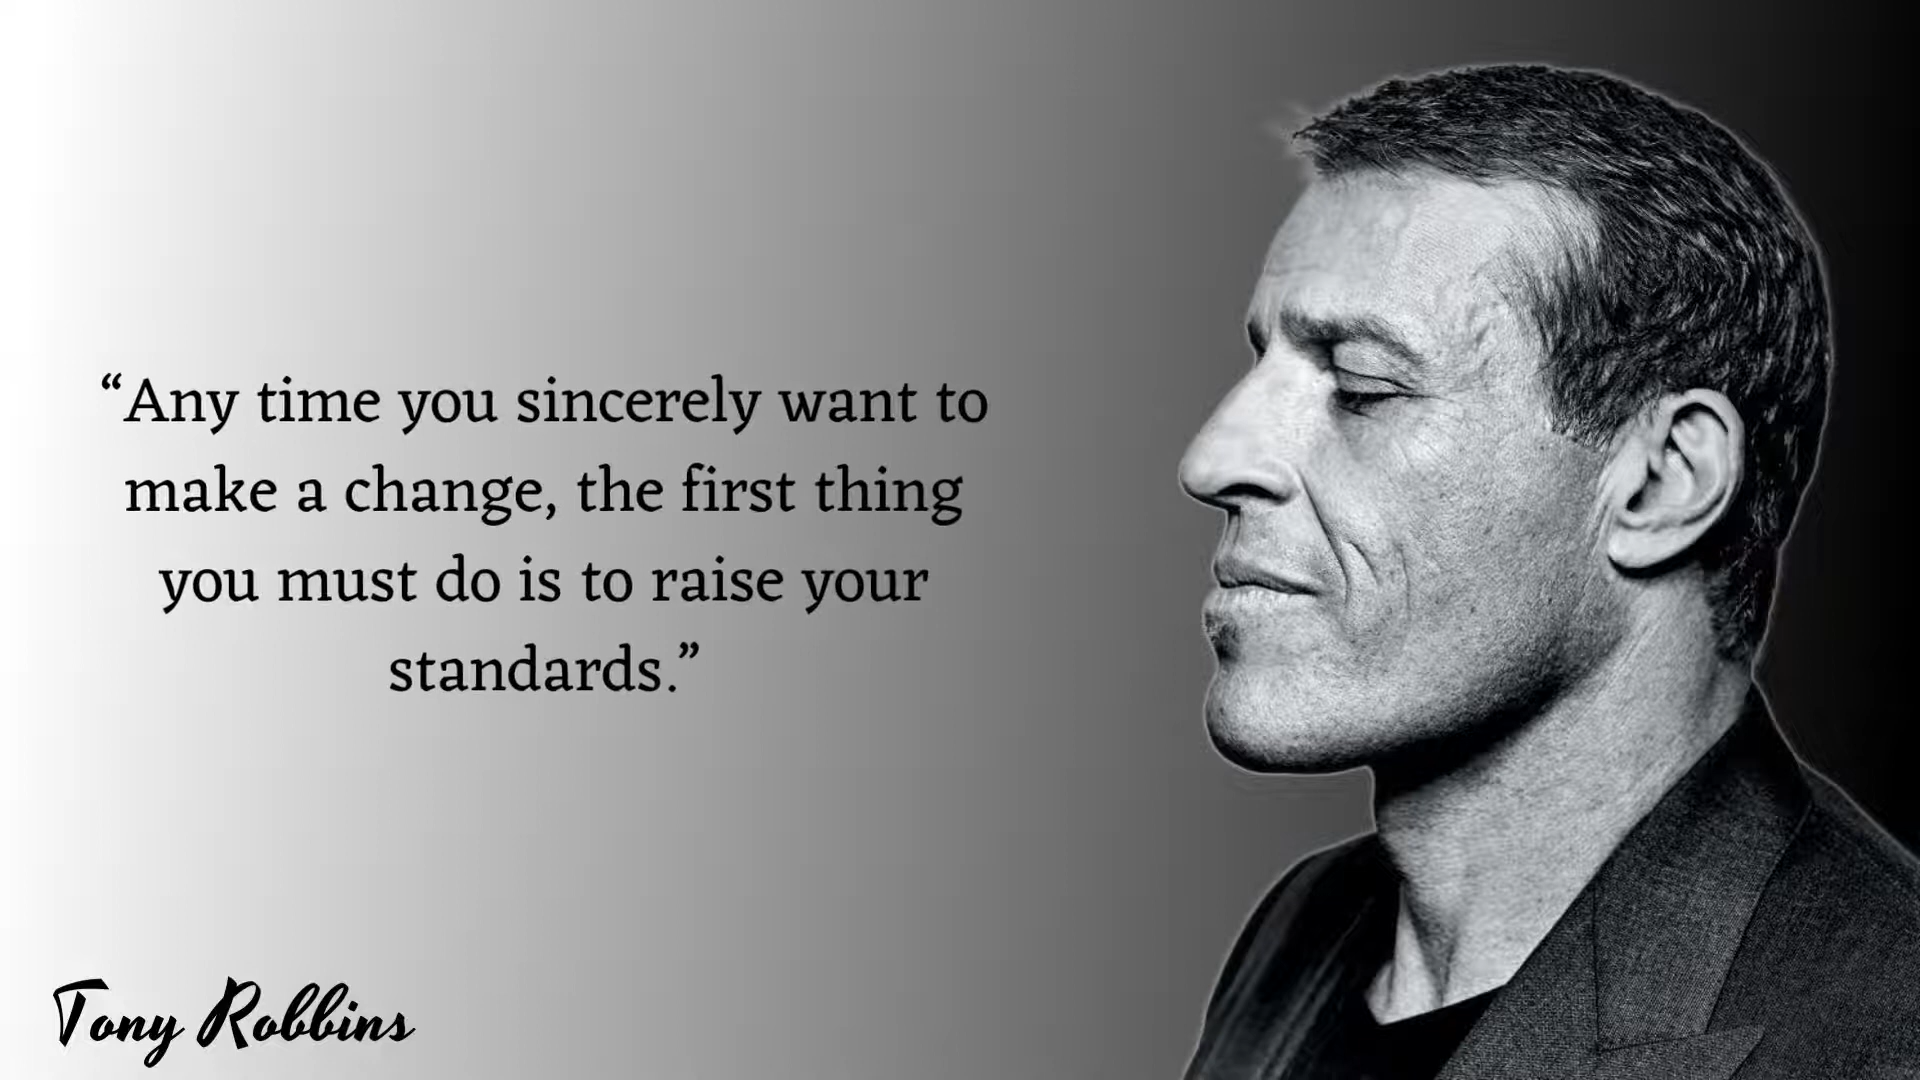 “Any time you sincerely want to
make a change, the first thing
you must do is to raise your
standards.”
Tony Robbins